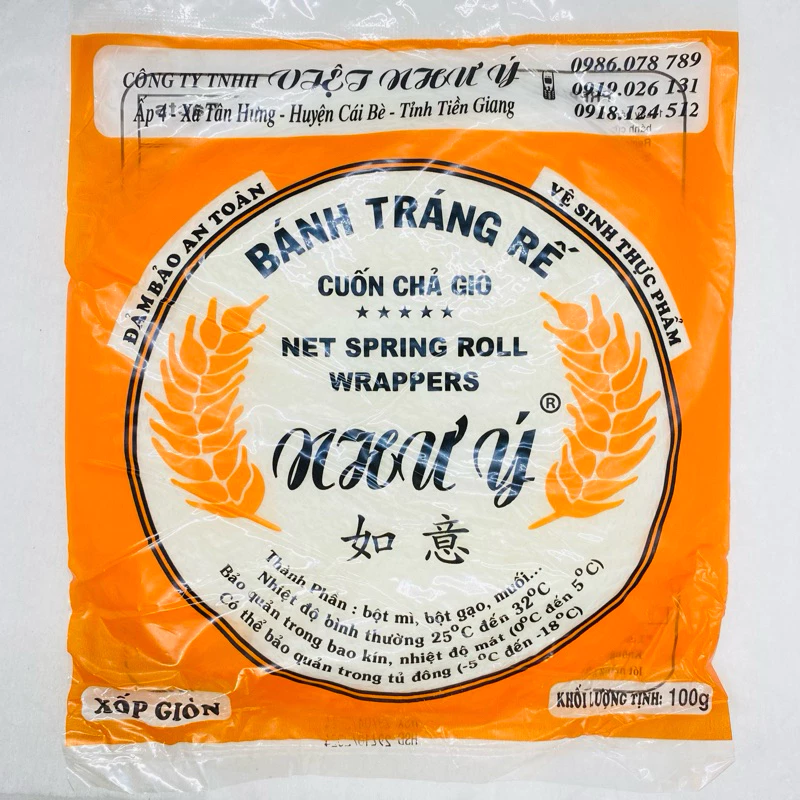 CÔNG TY TNHH VIỆT NHƯ Ý
Ấp 4 - Xã Tân Hưng - Huyện Cái Bè - Tỉnh Tiền Giang
0986.078 789
0919.026 131
0918.124 512
ĐẢM BẢO AN TOÀN
VỆ SINH THỰC PHẨM
BÁNH TRÁNG RẾ
CUỐN CHẢ GIÒ
★★★★★
NET SPRING ROLL
WRAPPERS
NHƯ Ý ®
如意
Thành Phần : bột mì, bột gạo, muối...
Nhiệt độ bình thường 25°C đến 32°C
Bảo quản trong bao kín, nhiệt độ mát (0°C đến 5°C)
Có thể bảo quản trong tủ đông (-5°C đến -18°C)
XỐP GIÒN
KHỐI LƯỢNG TỊNH: 100g